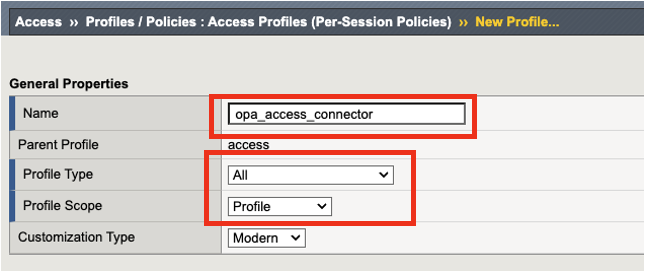 Access ›› Profiles / Policies : Access Profiles (Per-Session Policies) ›› New Profile...
General Properties
Name opa_access_connector
Parent Profile access
Profile Type All
Profile Scope Profile
Customization Type Modern